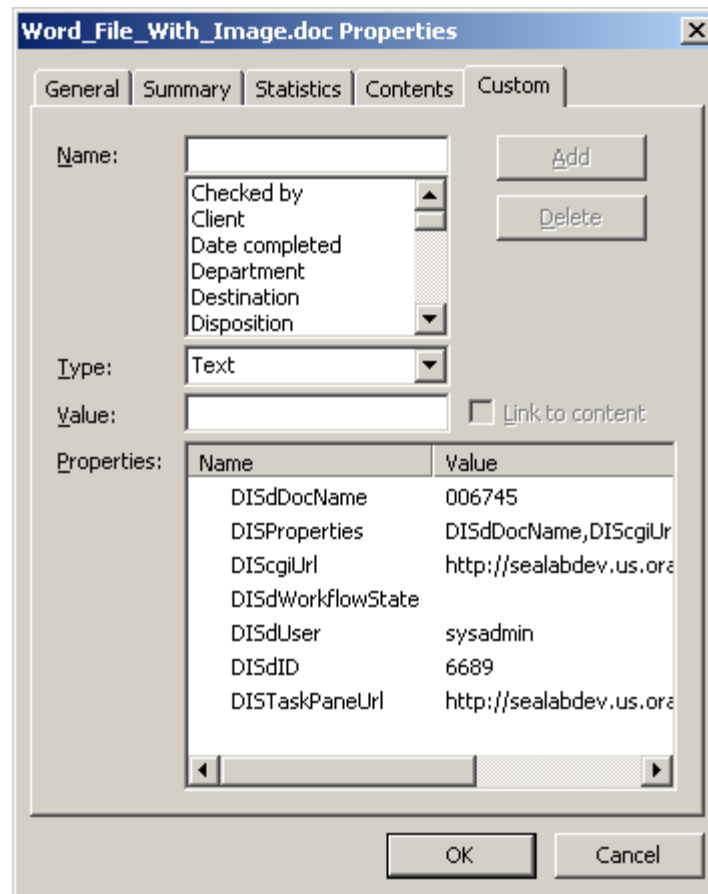 Word_File_With_Image.doc Properties
General Summary Statistics Contents Custom
Name:
Add
Checked by
Client
Date completed
Department
Destination
Disposition
Delete
Type: Text
Value: Link to content
Properties: Name Value
DISdDocName 006745
DISProperties DISdDocName,DIScgiUr
DIScgiUrl http://sealabdev.us.ora
DISdWorkflowState
DISdUser sysadmin
DISdID 6689
DISTaskPaneUrl http://sealabdev.us.ora
OK Cancel